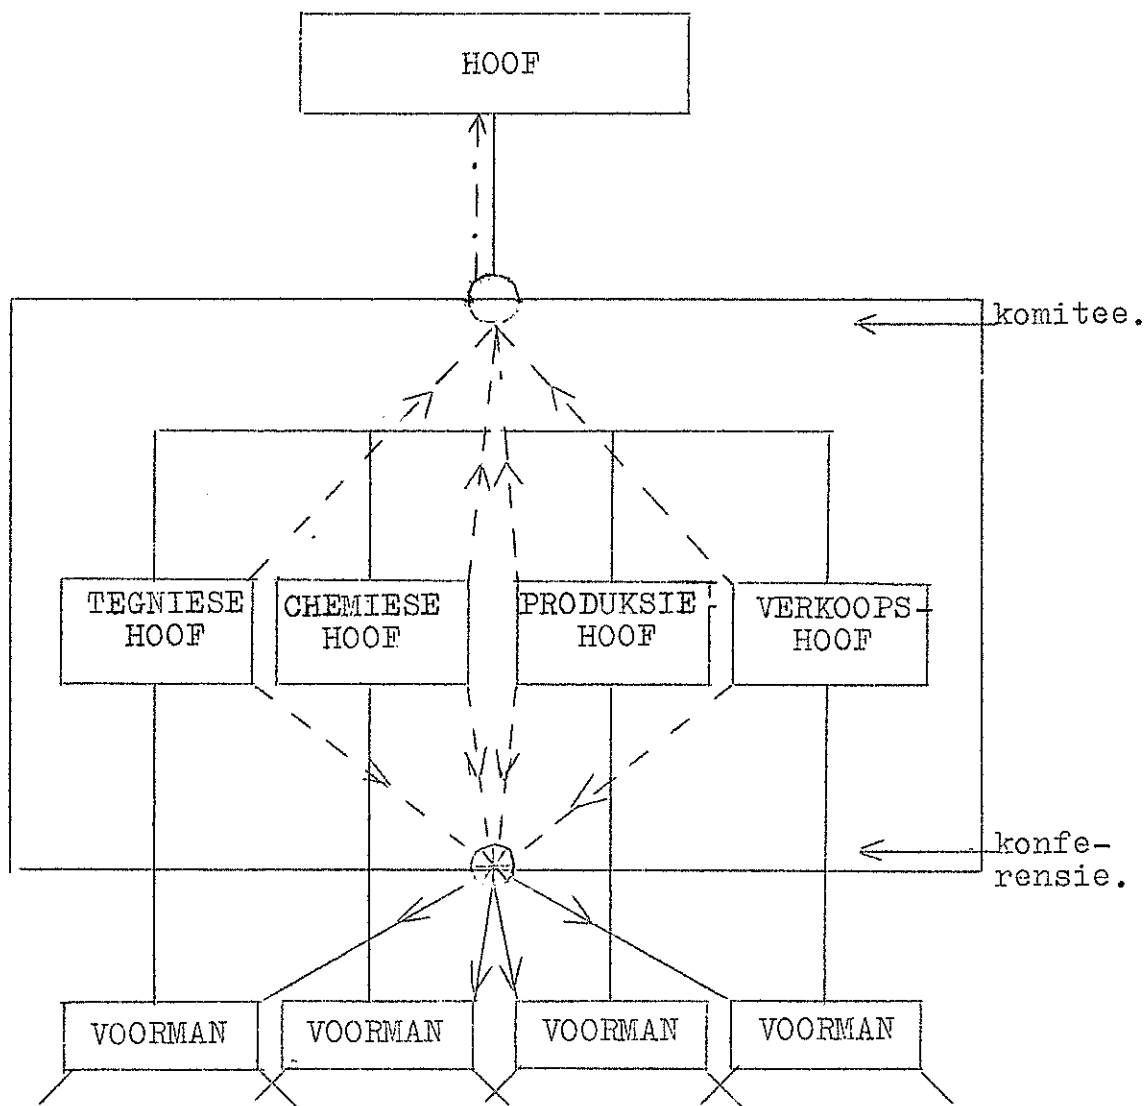 HOOF
komitee.
TEGNIESE
HOOF
CHEMIESE
HOOF
PRODUKSIE-
HOOF
VERKOOPS-
HOOF
konfe-
rensie.
VOORMAN
VOORMAN
VOORMAN
VOORMAN